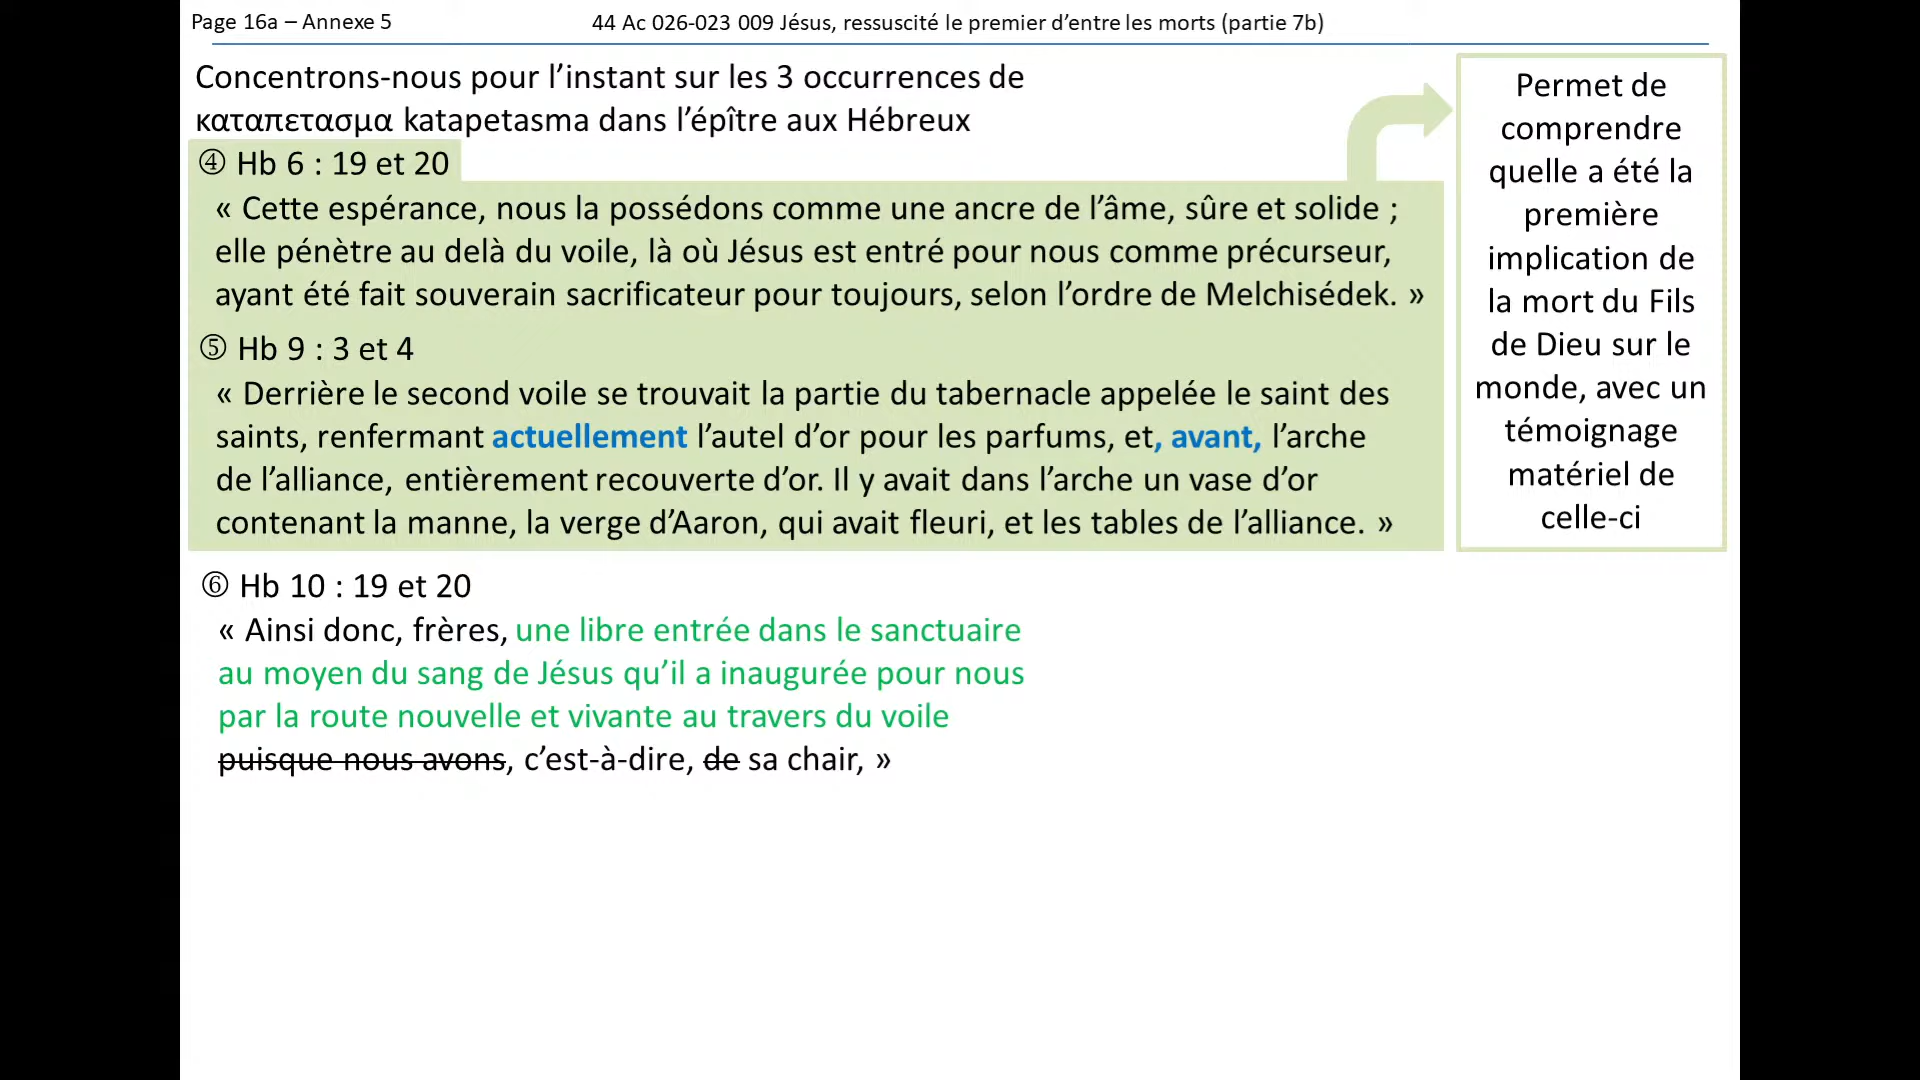 Page 16a – Annexe 5
44 Ac 026-023 009 Jésus, ressuscité le premier d’entre les morts (partie 7b)
Concentrons-nous pour l’instant sur les 3 occurrences de
καταπετασμα katapetasma dans l’épître aux Hébreux
④ Hb 6 : 19 et 20
« Cette espérance, nous la possédons comme une ancre de l’âme, sûre et solide ;
elle pénètre au delà du voile, là où Jésus est entré pour nous comme précurseur,
ayant été fait souverain sacrificateur pour toujours, selon l’ordre de Melchisédek. »
⑤ Hb 9 : 3 et 4
« Derrière le second voile se trouvait la partie du tabernacle appelée le saint des
saints, renfermant actuellement l’autel d’or pour les parfums, et, avant, l’arche
de l’alliance, entièrement recouverte d’or. Il y avait dans l’arche un vase d’or
contenant la manne, la verge d’Aaron, qui avait fleuri, et les tables de l’alliance. »
⑥ Hb 10 : 19 et 20
« Ainsi donc, frères, une libre entrée dans le sanctuaire
au moyen du sang de Jésus qu’il a inaugurée pour nous
par la route nouvelle et vivante au travers du voile
puisque nous avons, c’est-à-dire, de sa chair, »
Permet de
comprendre
quelle a été la
première
implication de
la mort du Fils
de Dieu sur le
monde, avec un
témoignage
matériel de
celle-ci